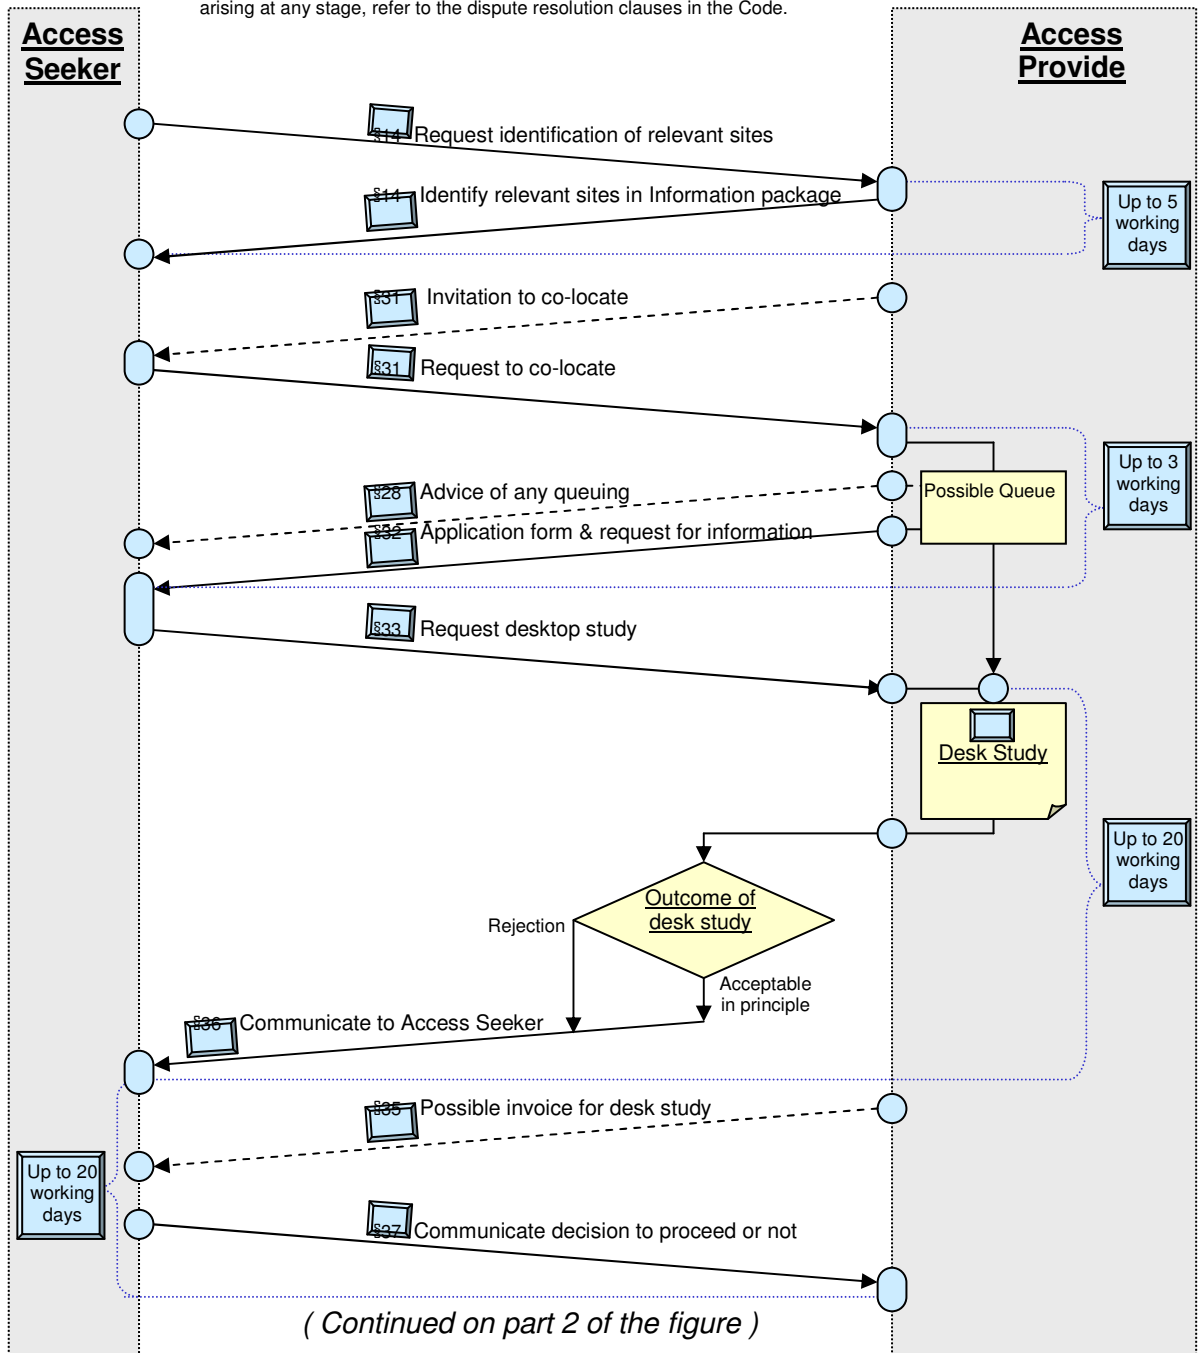 arising at any stage, refer to the dispute resolution clauses in the Code.
Access
Seeker
Access
Provide
§14 Request identification of relevant sites
§14 Identify relevant sites in Information package
Up to 5
working
days
§31 Invitation to co-locate
§31 Request to co-locate
Up to 3
working
days
§28 Advice of any queuing
Possible Queue
§32 Application form & request for information
§33 Request desktop study
Desk Study
Up to 20
working
days
Outcome of
desk study
Rejection
Acceptable
in principle
§36 Communicate to Access Seeker
§35 Possible invoice for desk study
Up to 20
working
days
§37 Communicate decision to proceed or not
( Continued on part 2 of the figure )